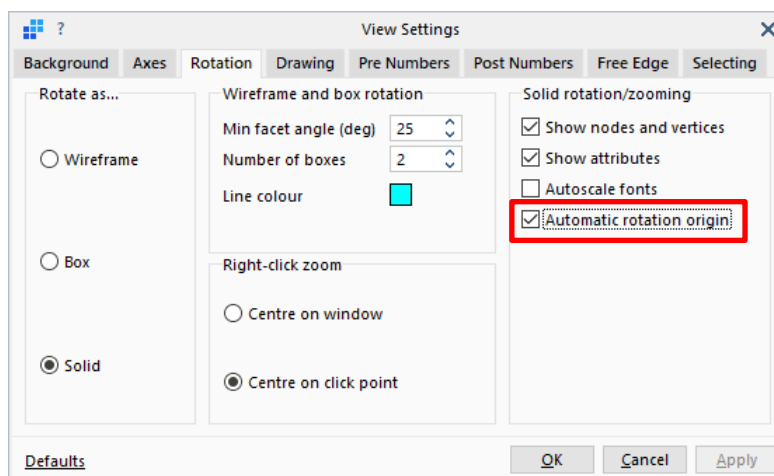 ? View Settings
Background Axes Rotation Drawing Pre Numbers Post Numbers Free Edge Selecting
Rotate as...
Wireframe
Box
Solid
Wireframe and box rotation
Min facet angle (deg) 25
Number of boxes 2
Line colour
Right-click zoom
Centre on window
Centre on click point
Solid rotation/zooming
Show nodes and vertices
Show attributes
Autoscale fonts
Automatic rotation origin
Defaults OK Cancel Apply